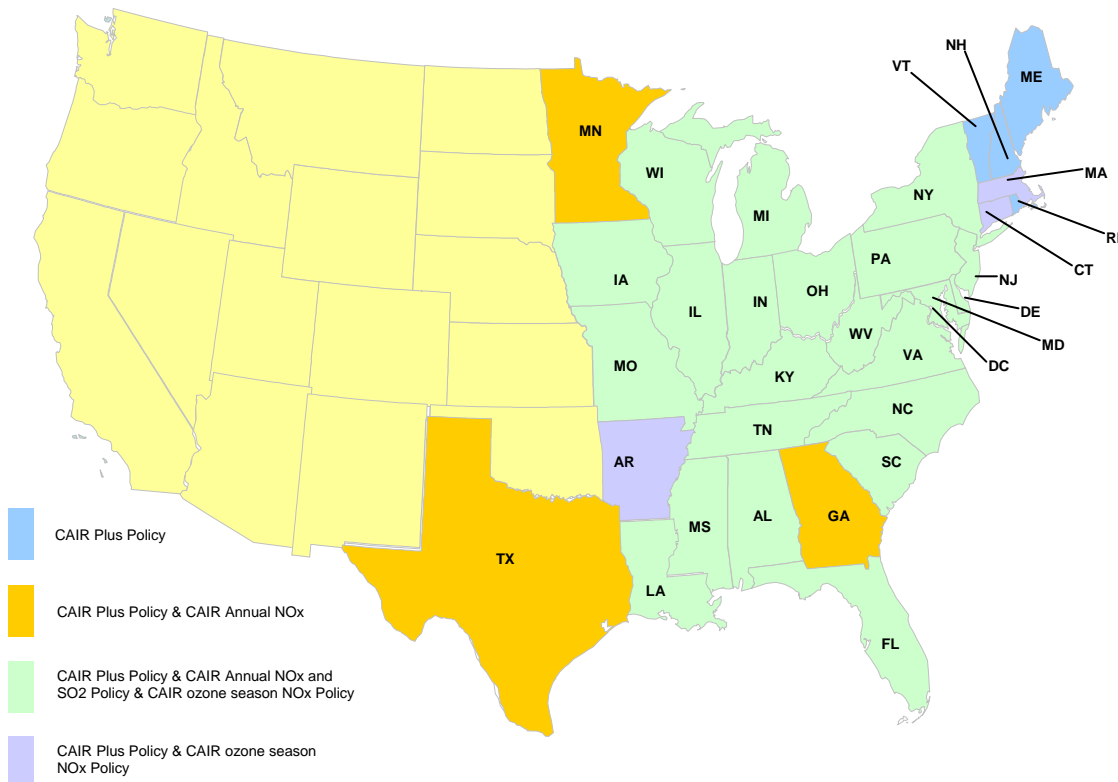 NH
VT
ME
MN
MA
WI
NY
MI
RI
CT
PA
NJ
IA
OH
IN
DE
IL
MD
WV
DC
VA
MO
KY
NC
TN
AR
SC
GA
AL
MS
CAIR Plus Policy
TX
LA
CAIR Plus Policy & CAIR Annual NOx
FL
CAIR Plus Policy & CAIR Annual NOx and
SO2 Policy & CAIR ozone season NOx Policy
CAIR Plus Policy & CAIR ozone season
NOx Policy